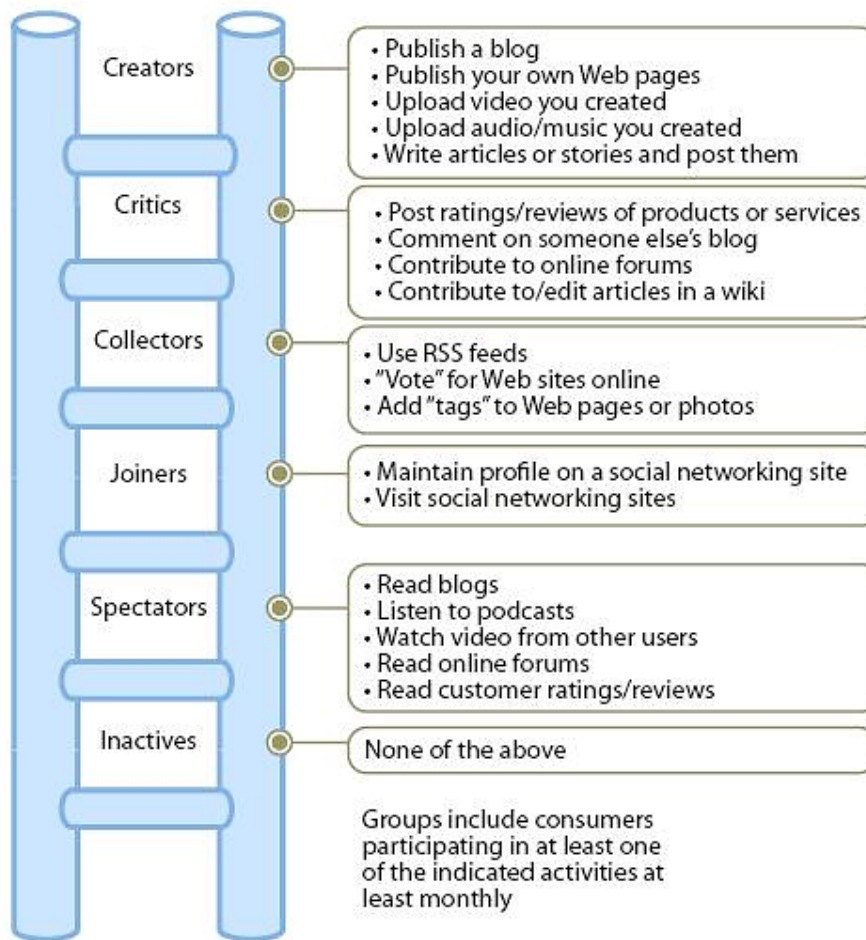 Creators
• Publish a blog
• Publish your own Web pages
• Upload video you created
• Upload audio/music you created
• Write articles or stories and post them
Critics
• Post ratings/reviews of products or services
• Comment on someone else’s blog
• Contribute to online forums
• Contribute to/edit articles in a wiki
Collectors
• Use RSS feeds
• “Vote” for Web sites online
• Add “tags” to Web pages or photos
Joiners
• Maintain profile on a social networking site
• Visit social networking sites
Spectators
• Read blogs
• Listen to podcasts
• Watch video from other users
• Read online forums
• Read customer ratings/reviews
Inactives
None of the above
Groups include consumers
participating in at least one
of the indicated activities at
least monthly